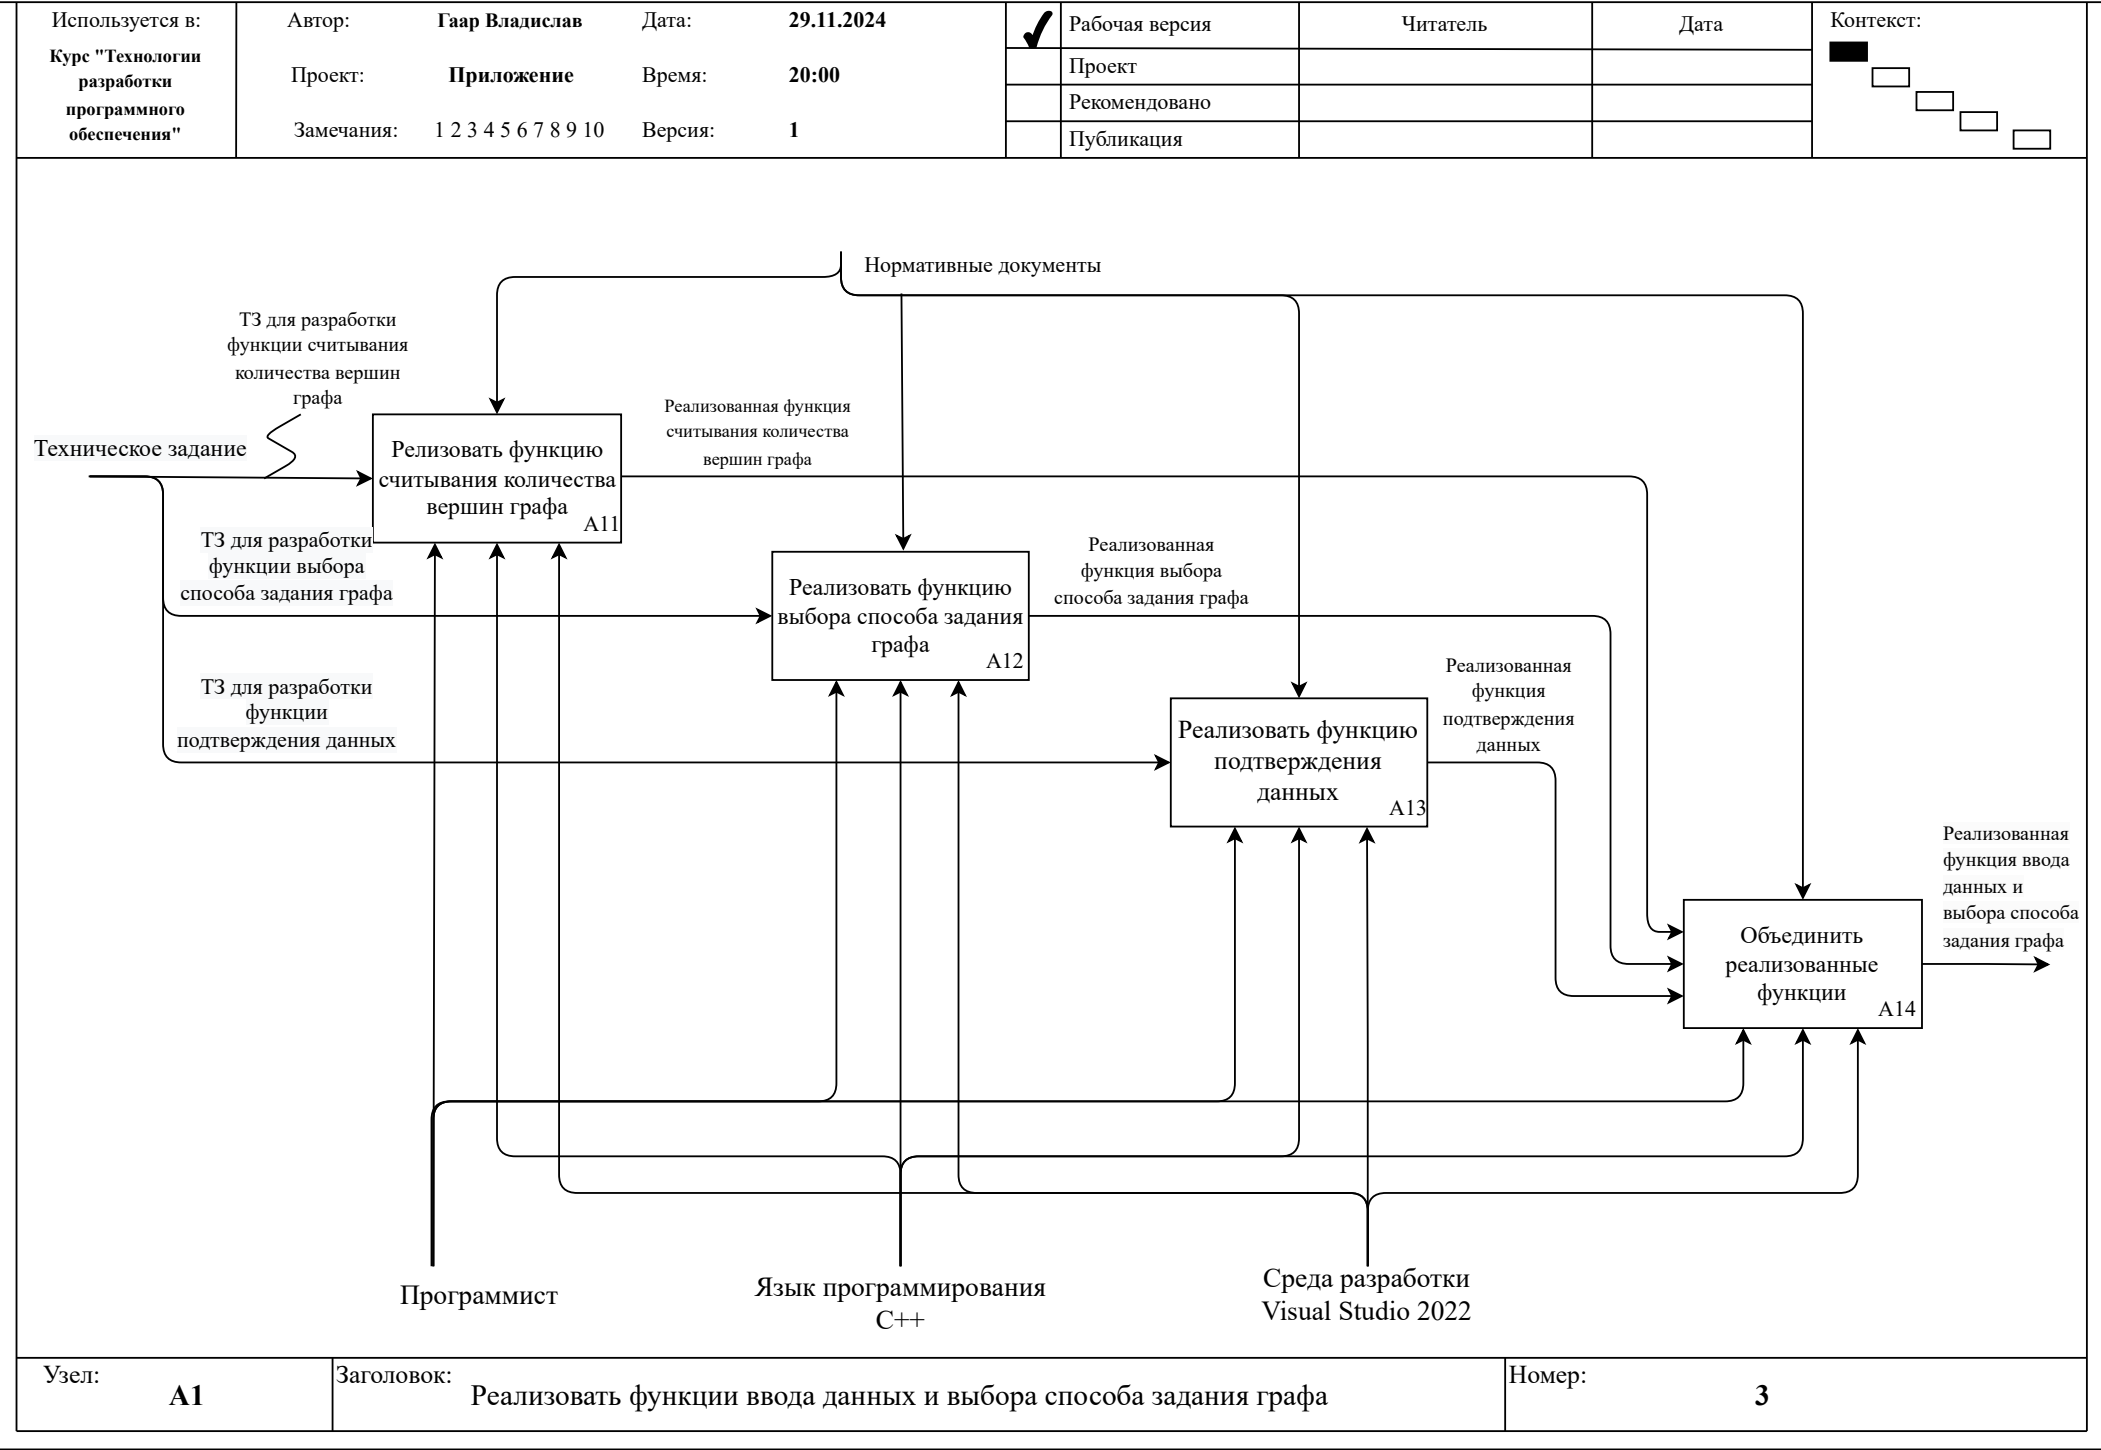 Используется в:
Курс "Технологии
разработки
программного
обеспечения"
Автор:
Гаар Владислав
Дата:
29.11.2024
Проект:
Приложение
Время:
20:00
Замечания:
1 2 3 4 5 6 7 8 9 10
Версия:
1
Рабочая версия
Читатель
Дата
Проект
Рекомендовано
Публикация
Контекст:
Нормативные документы
ТЗ для разработки
функции считывания
количества вершин
графа
Техническое задание
Релизовать функцию
считывания количества
вершин графа
А11
Реализованная функция
считывания количества
вершин графа
ТЗ для разработки
функции выбора
способа задания графа
Реализовать функцию
выбора способа задания
графа
А12
Реализованная
функция выбора
способа задания графа
ТЗ для разработки
функции
подтверждения данных
Реализовать функцию
подтверждения
данных
А13
Реализованная
функция
подтверждения
данных
Объединить
реализованные
функции
А14
Реализованная
функция ввода
данных и
выбора способа
задания графа
Программист
Язык программирования
C++
Среда разработки
Visual Studio 2022
Узел:
А1
Заголовок:
Реализовать функции ввода данных и выбора способа задания графа
Номер:
3